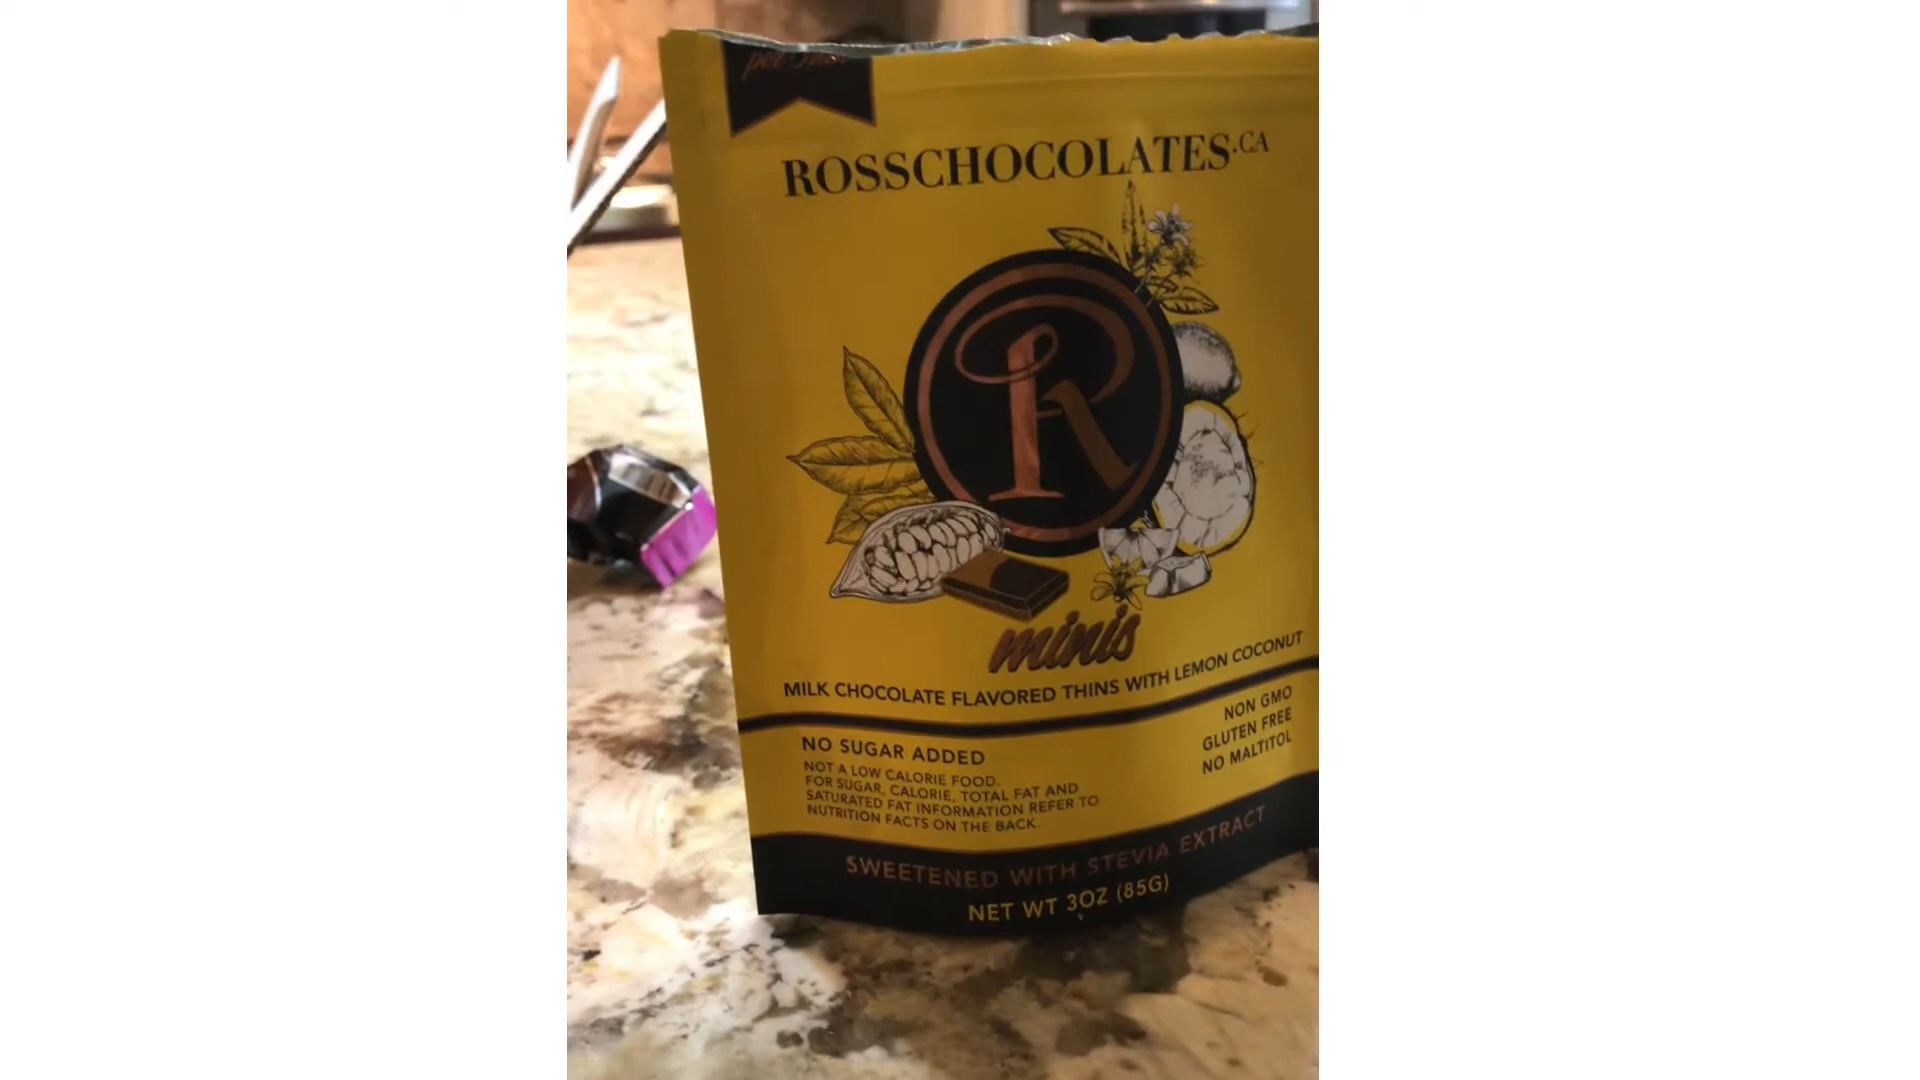 ROSSCHOCOLATES.CA
R
minis
MILK CHOCOLATE FLAVORED THINS WITH LEMON COCONUT
NO SUGAR ADDED
NOT A LOW CALORIE FOOD.
FOR SUGAR, CALORIE, TOTAL FAT AND
SATURATED FAT INFORMATION REFER TO
NUTRITION FACTS ON THE BACK.
NON GMO
GLUTEN FREE
NO MALTITOL
SWEETENED WITH STEVIA EXTRACT
NET WT 3OZ (85G)